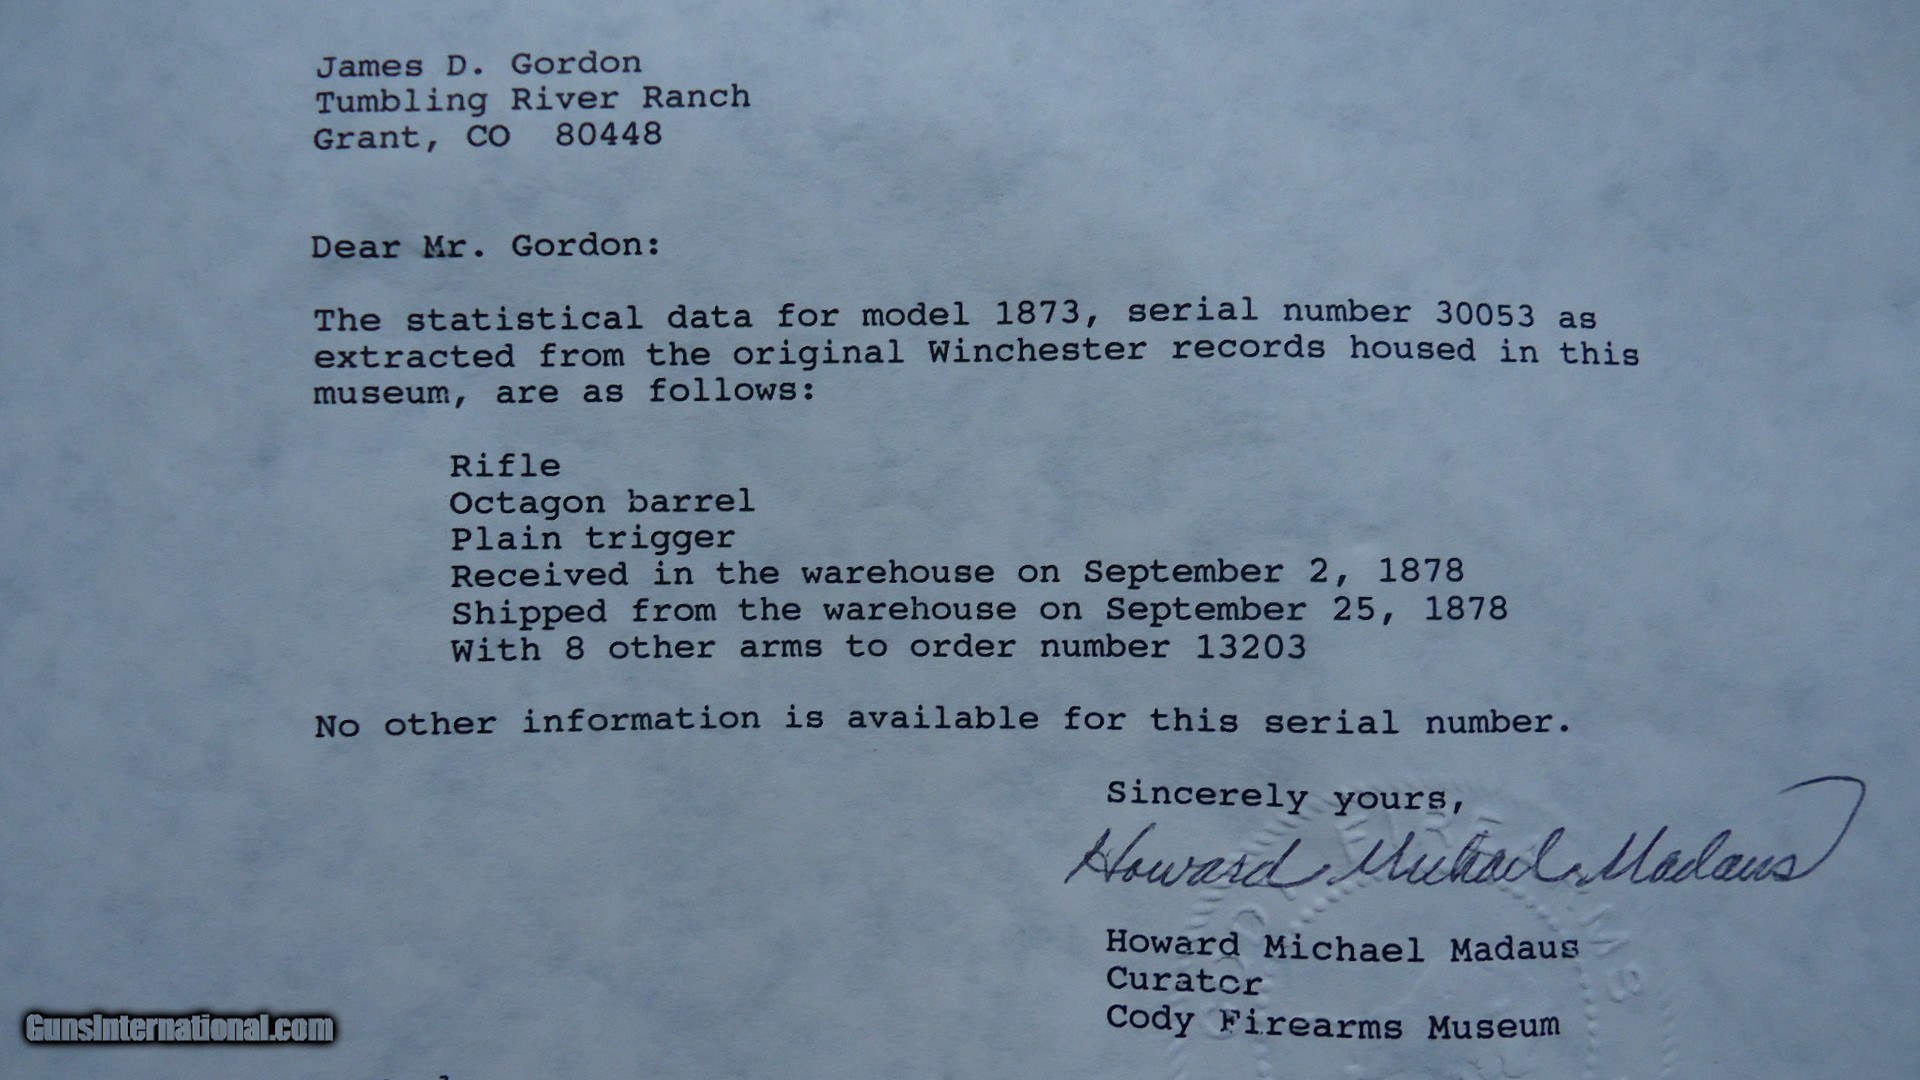 James D. Gordon
Tumbling River Ranch
Grant, CO  80448
Dear Mr. Gordon:
The statistical data for model 1873, serial number 30053 as
extracted from the original Winchester records housed in this
museum, are as follows:
Rifle
Octagon barrel
Plain trigger
Received in the warehouse on September 2, 1878
Shipped from the warehouse on September 25, 1878
With 8 other arms to order number 13203
No other information is available for this serial number.
Sincerely yours,
Howard Michael Madaus
Howard Michael Madaus
Curator
Cody Firearms Museum
GunsInternational.com